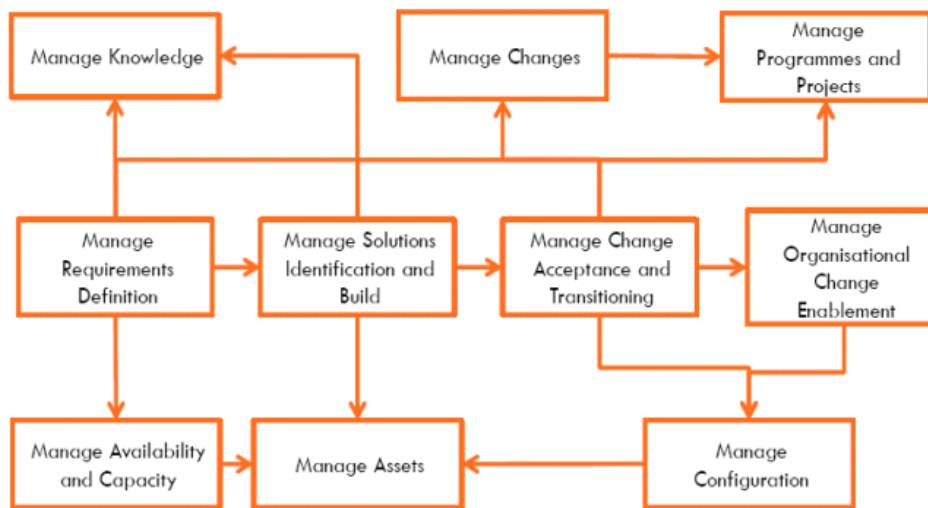 Manage Knowledge
Manage Changes
Manage
Programmes and
Projects
Manage
Requirements
Definition
Manage Solutions
Identification and
Build
Manage Change
Acceptance and
Transitioning
Manage
Organisational
Change
Enablement
Manage Availability
and Capacity
Manage Assets
Manage
Configuration